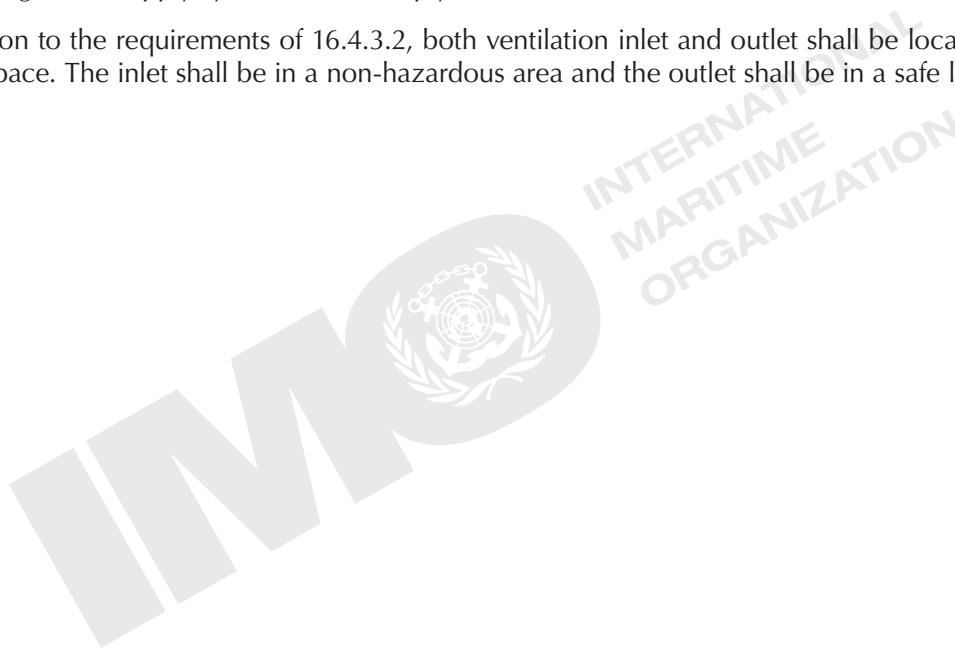 on to the requirements of 16.4.3.2, both ventilation inlet and outlet shall be loca
pace. The inlet shall be in a non-hazardous area and the outlet shall be in a safe l
INTERNATIONAL
MARITIME
ORGANIZATION
IMO